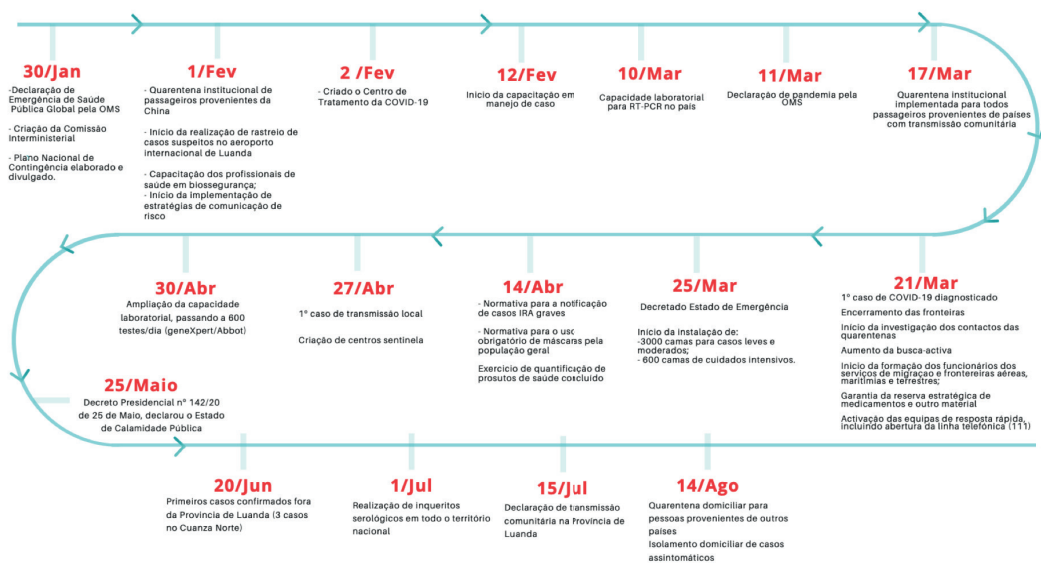 30/Jan
-Declaração de
Emergência de Saúde
Pública Global pela OMS
- Criação da Comissão
Interministerial
- Plano Nacional de
Contingência elaborado e
divulgado.
1/Fev
- Quarentena institucional de
passageiros provenientes da
China
- Início da realização de rastreio de
casos suspeitos no aeroporto
internacional de Luanda
- Capacitação dos profissionais de
saúde em biossegurança;
- Início da implementação de
estratégias de comunicação de
risco
2 /Fev
- Criado o Centro de
Tratamento da COVID-19
12/Fev
Início da capacitação em
manejo de caso
10/Mar
Capacidade laboratorial
para RT-PCR no país
11/Mar
Declaração de pandemia pela
OMS
17/Mar
Quarentena institucional
implementada para todos
passageiros provenientes de países
com transmissão comunitária
21/Mar
1º caso de COVID-19 diagnosticado
Encerramento das fronteiras
Início da investigação dos contactos das
quarentenas
Aumento da busca-activa
Início da formação dos funcionários dos
serviços de migraçao e frontereiras aéreas,
marítimias e terrestres;
Garantia da reserva estratégica de
medicamentos e outro material
Activação das equipas de resposta rápida,
incluindo abertura da linha telefónica (111)
25/Mar
Decretado Estado de Emergência
Início da instalação de:
-3000 camas para casos leves e
moderados;
- 600 camas de cuidados intensivos.
14/Abr
- Normativa para a notificação
de casos IRA graves
- Normativa para o uso
obrigatório de máscaras pela
população geral
Exercício de quantificação de
prosutos de saúde concluído
27/Abr
1º caso de transmissão local
Criação de centros sentinela
30/Abr
Ampliação da capacidade
laboratorial, passando a 600
testes/dia (geneXpert/Abbot)
25/Maio
Decreto Presidencial nº 142/20
de 25 de Maio, declarou o Estado
de Calamidade Pública
20/Jun
Primeiros casos confirmados fora
da Província de Luanda (3 casos
no Cuanza Norte)
1/Jul
Realização de inqueritos
serológicos em todo o território
nacional
15/Jul
Declaração de transmissão
comunitária na Província de
Luanda
14/Ago
Quarentena domiciliar para
pessoas provenientes de outros
países
Isolamento domiciliar de casos
assintomáticos